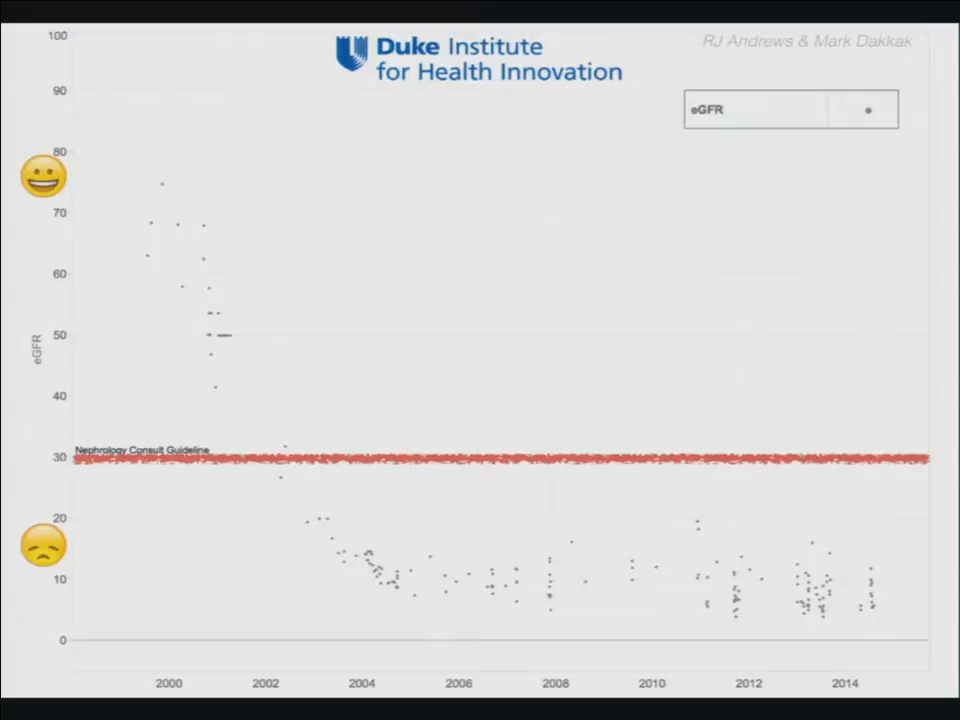 Duke Institute
for Health Innovation
RJ Andrews & Mark Dakkak
eGFR
100
90
80
70
60
50
40
30
20
10
0
eGFR
Nephrology Consult Guideline
2000 2002 2004 2006 2008 2010 2012 2014